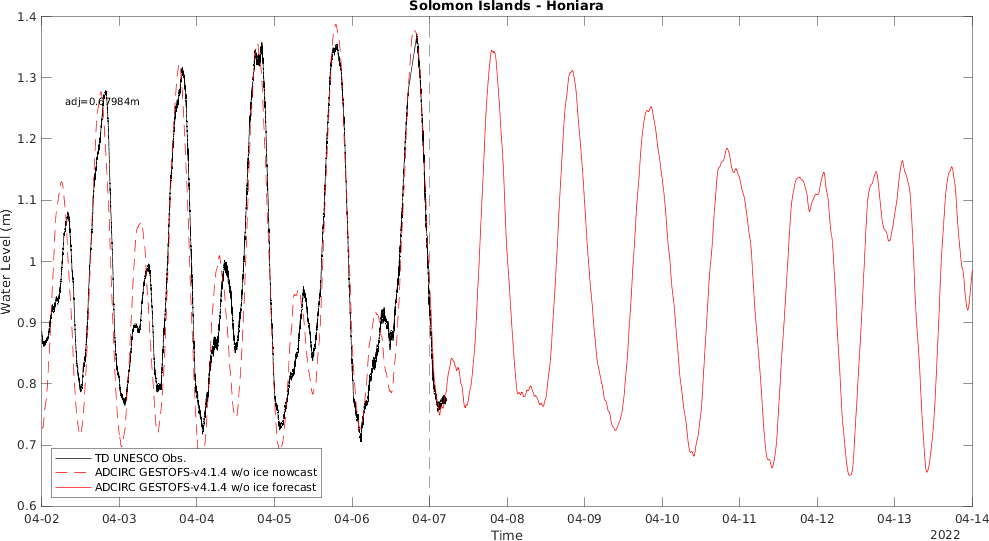 Solomon Islands - Honiara
1.4
1.3
1.2
1.1
1
0.9
0.8
0.7
0.6
Water Level (m)
adj=0.67984m
TD UNESCO Obs.
ADCIRC GESTOFS-v4.1.4 w/o ice nowcast
ADCIRC GESTOFS-v4.1.4 w/o ice forecast
04-02 04-03 04-04 04-05 04-06 04-07 04-08 04-09 04-10 04-11 04-12 04-13 04-14
Time
2022